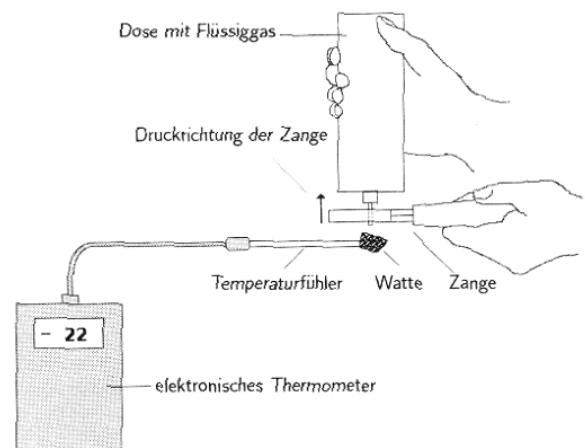 Dose mit Flüssiggas
Druckrichtung der Zange
Temperaturfühler
Watte
Zange
- 22
elektronisches Thermometer